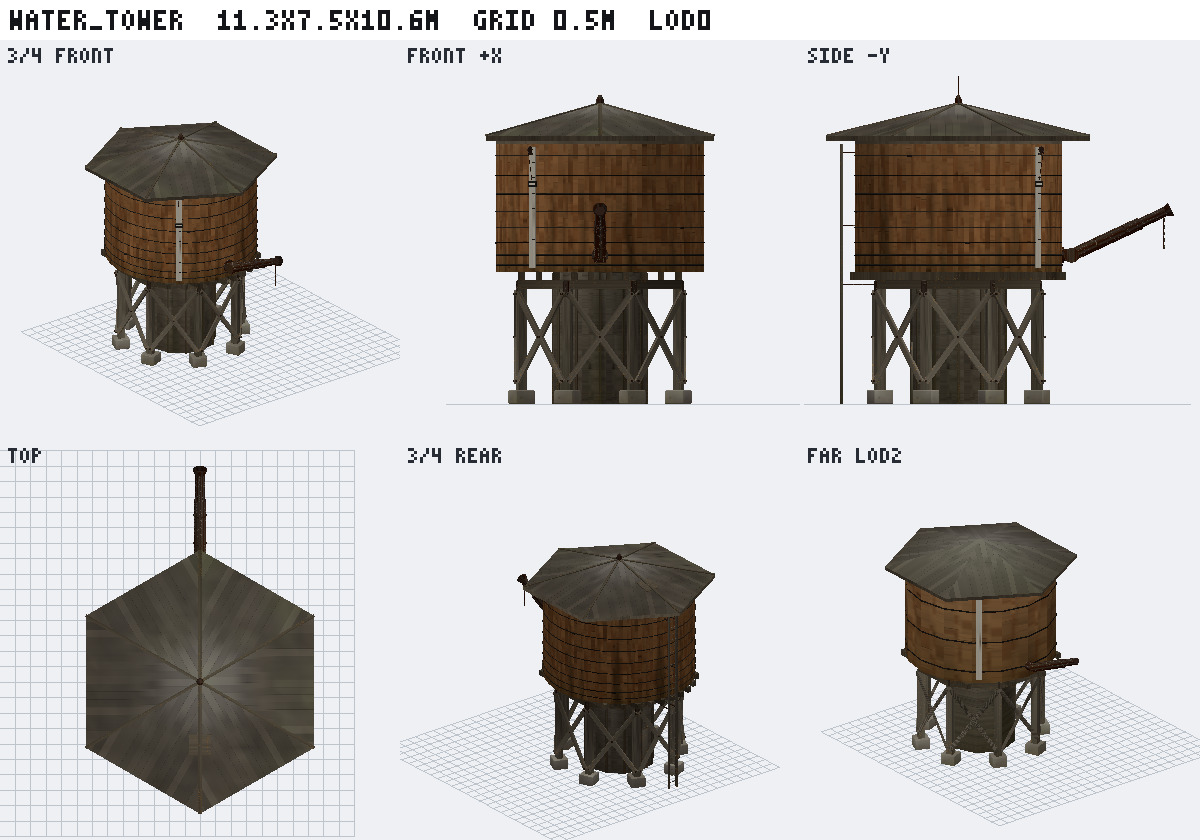 WATER_TOWER 11.3X7.5X10.6M GRID 0.5M LOD0
3/4 FRONT
FRONT +X
SIDE -Y
TOP
3/4 REAR
FAR LOD2